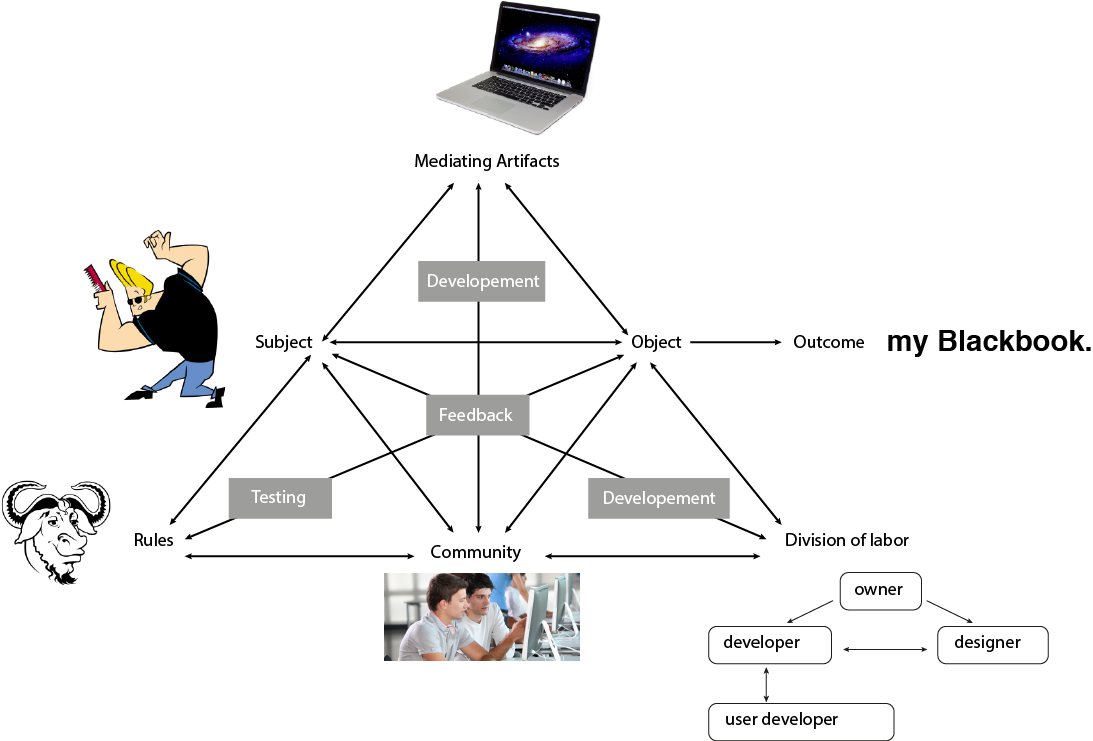 Mediating Artifacts
Developement
Subject
Object
Outcome
my Blackbook.
Feedback
Testing
Developement
Rules
Community
Division of labor
owner
developer
designer
user developer